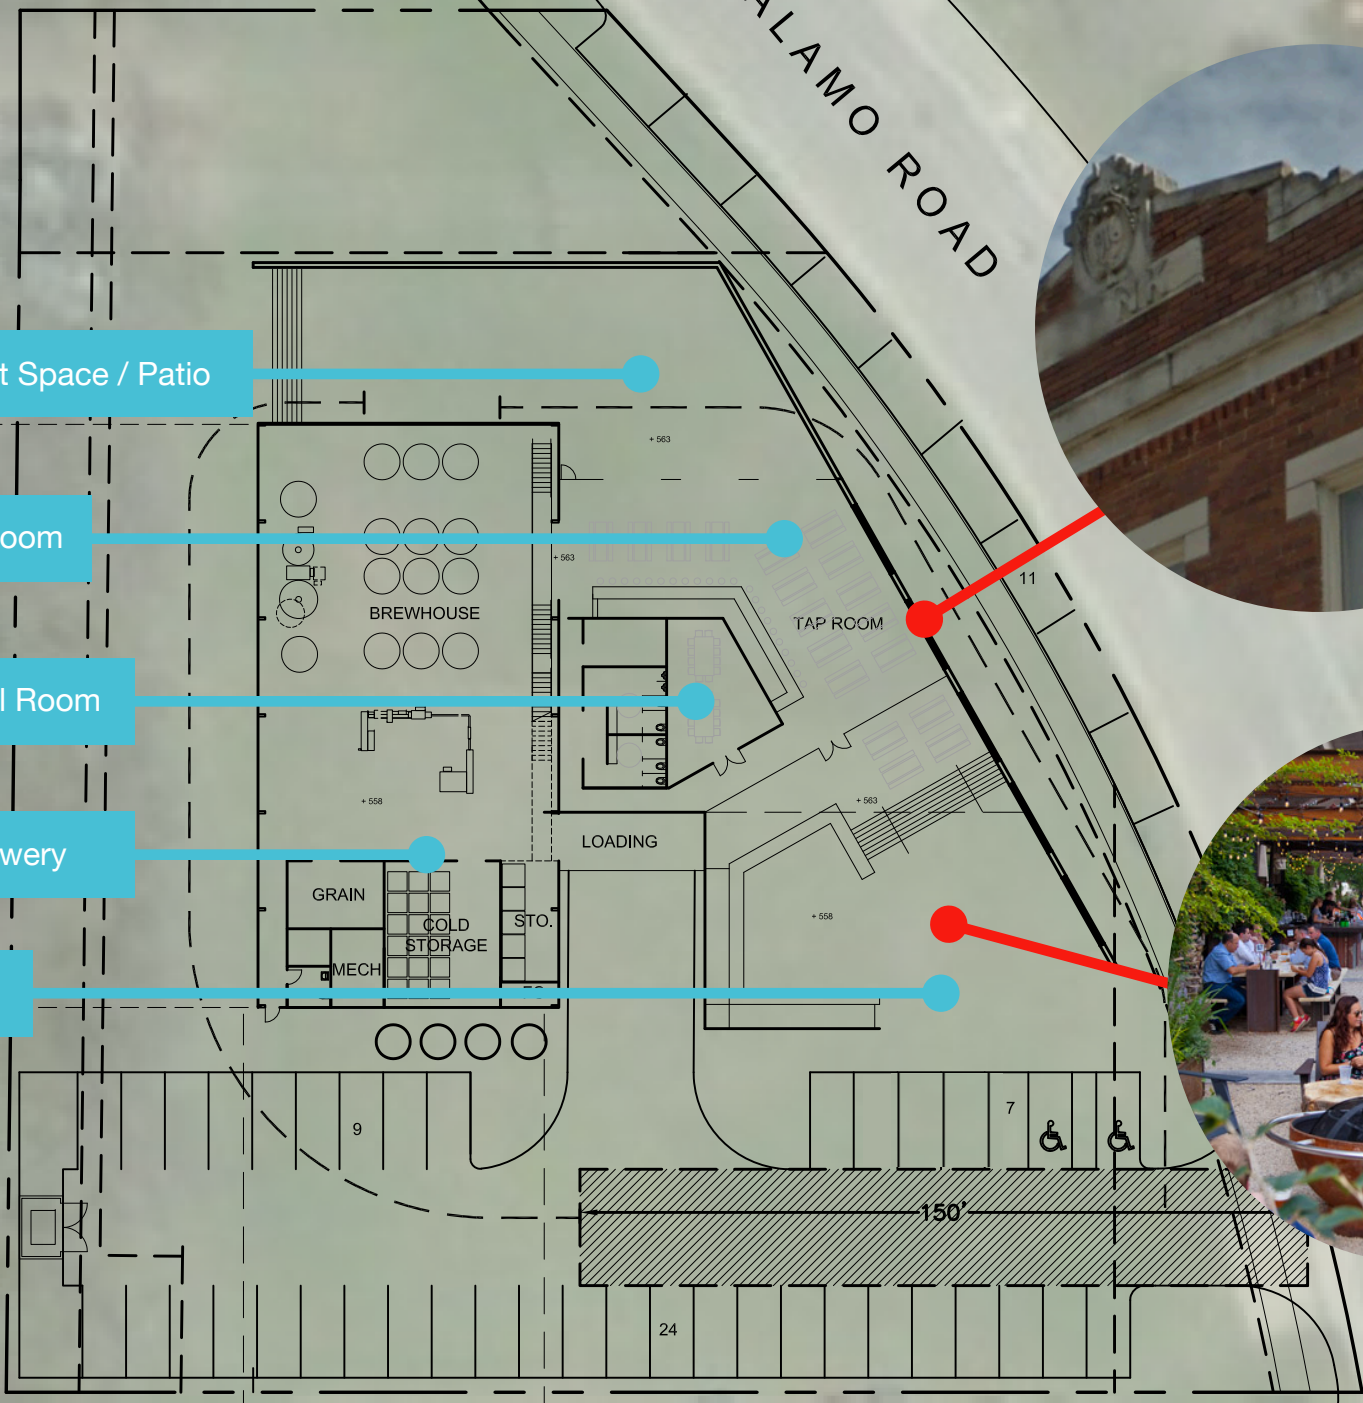 ALAMO ROAD
t Space / Patio
+ 563
oom
+ 563
11
BREWHOUSE
TAP ROOM
l Room
+ 558
+ 563
LOADING
wery
GRAIN
COLD
STORAGE
STO.
+ 558
MECH
9
7
150'
24